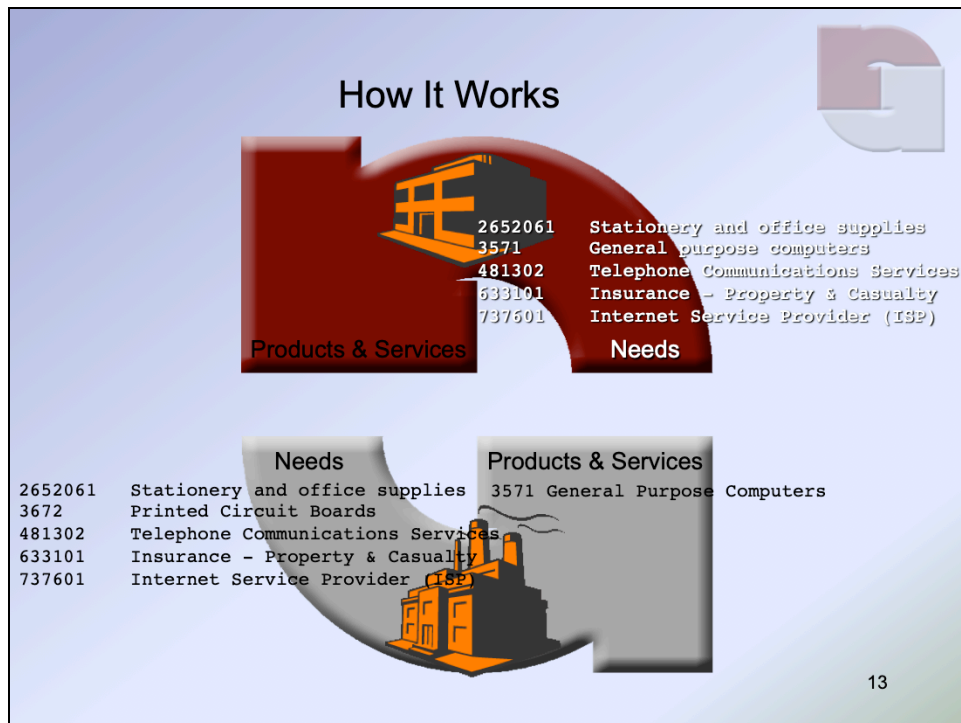 How It Works
2652061 Stationery and office supplies
3571 General purpose computers
481302 Telephone Communications Services
633101 Insurance – Property & Casualty
737601 Internet Service Provider (ISP)
Products & Services Needs
Needs Products & Services
2652061 Stationery and office supplies 3571 General Purpose Computers
3672 Printed Circuit Boards
481302 Telephone Communications Services
633101 Insurance – Property & Casualty
737601 Internet Service Provider (ISP)
13